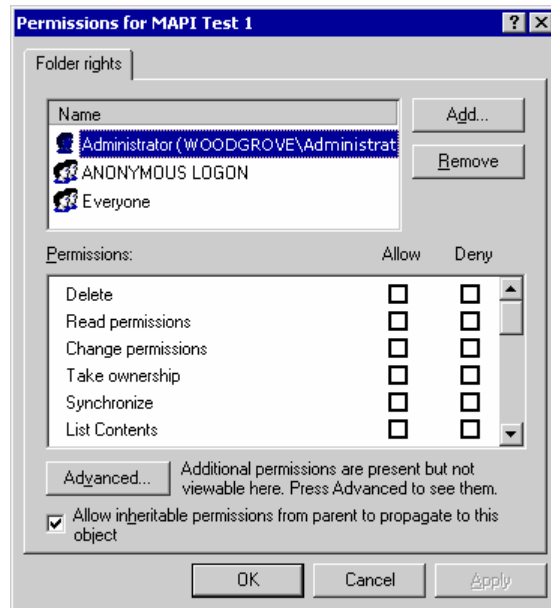 Permissions for MAPI Test 1
Folder rights
Name
Administrator (WOODGROVE\Administrat
ANONYMOUS LOGON
Everyone
Add...
Remove
Permissions: Allow Deny
Delete
Read permissions
Change permissions
Take ownership
Synchronize
List Contents
Advanced...
Additional permissions are present but not
viewable here. Press Advanced to see them.
Allow inheritable permissions from parent to propagate to this
object
OK Cancel Apply